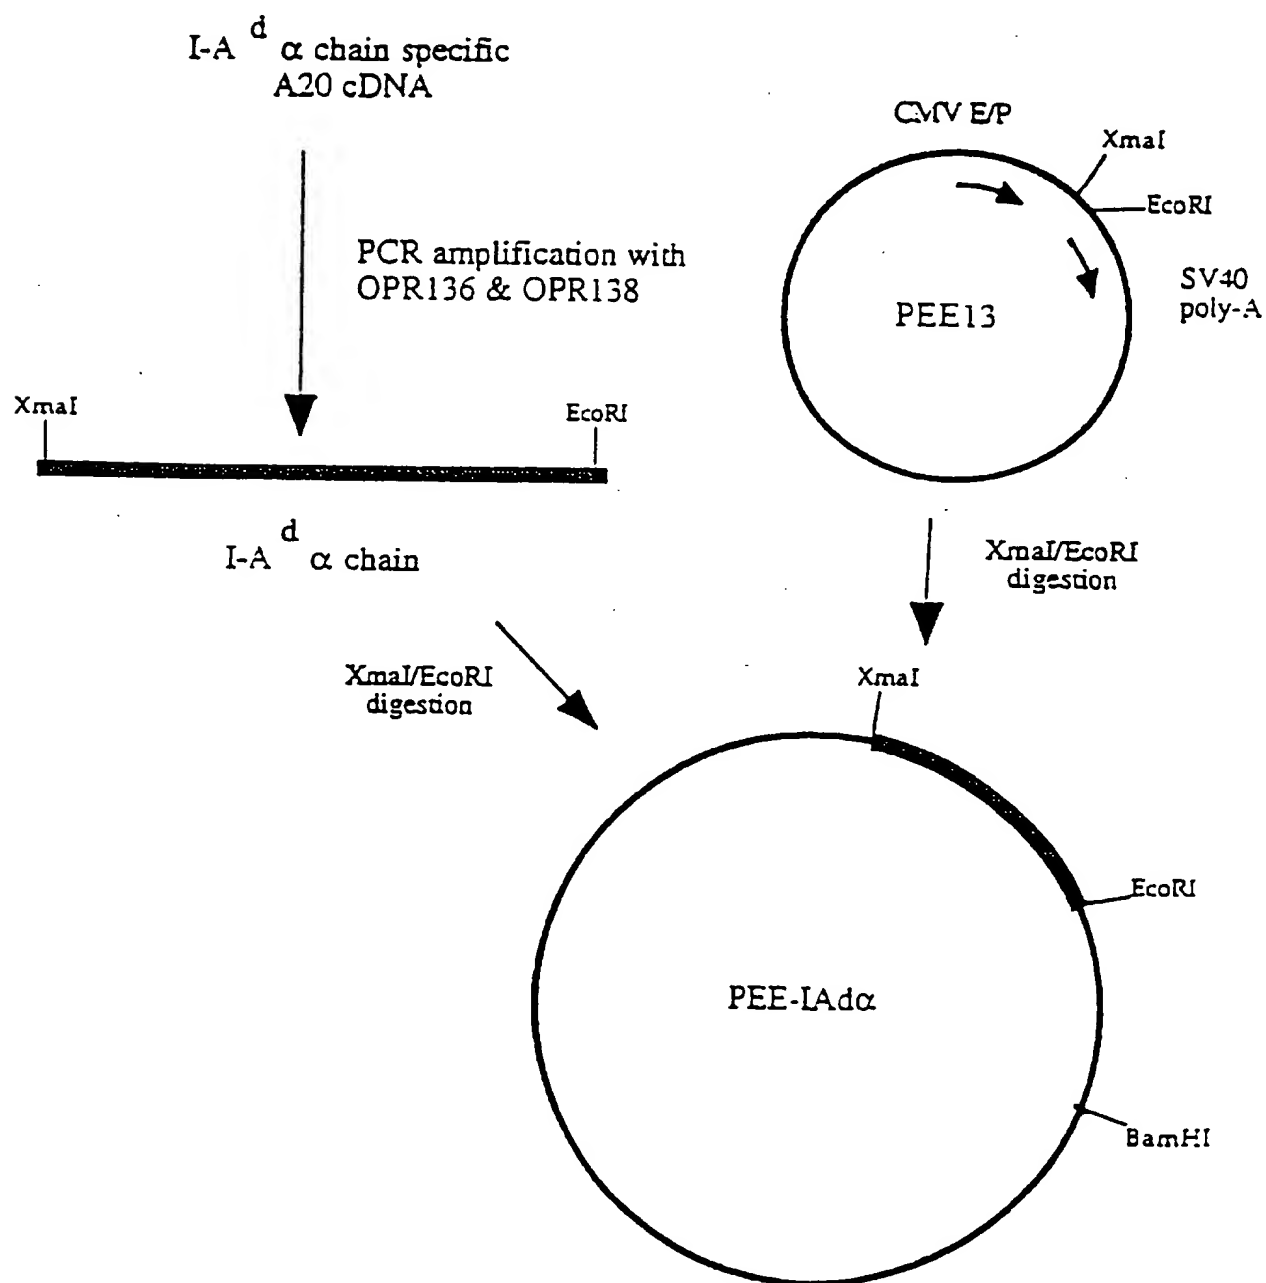 I-A d α chain specific
A20 cDNA
PCR amplification with
OPR136 & OPR138
XmaI
EcoRI
I-A d α chain
XmaI/EcoRI
digestion
CMV E/P
XmaI
EcoRI
SV40
poly-A
PEE13
XmaI/EcoRI
digestion
XmaI
EcoRI
PEE-IAdα
BamHI